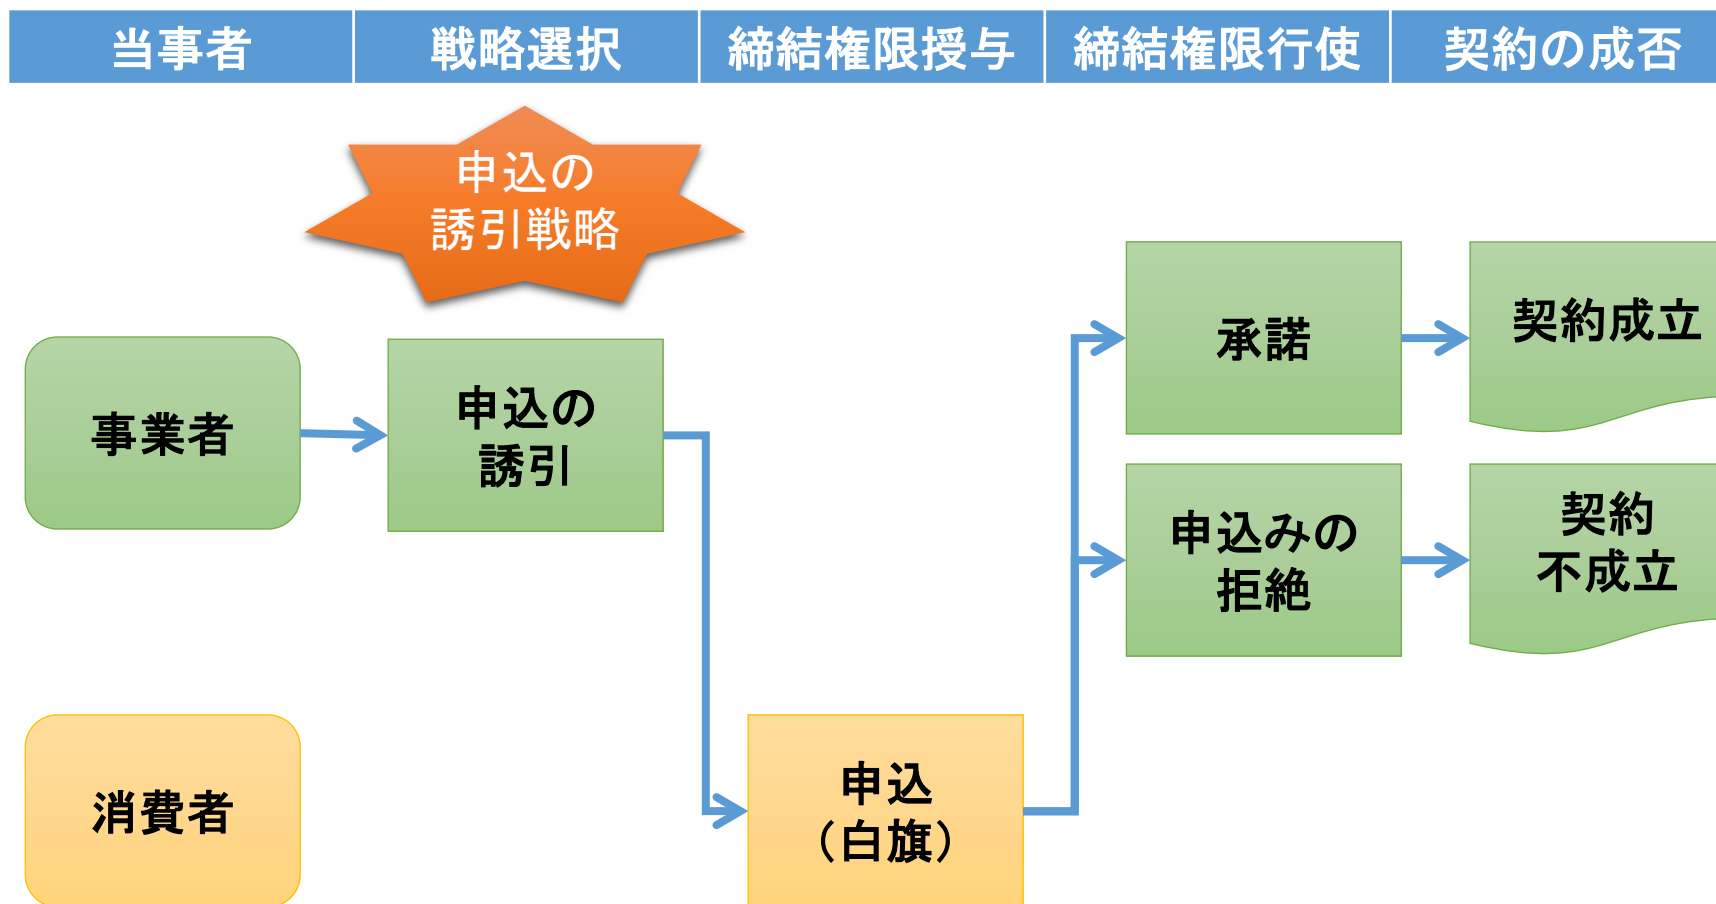 当事者
戦略選択
締結権限授与
締結権限行使
契約の成否
申込の
誘引戦略
事業者
申込の
誘引
承諾
契約成立
申込みの
拒絶
契約
不成立
消費者
申込
（白旗）